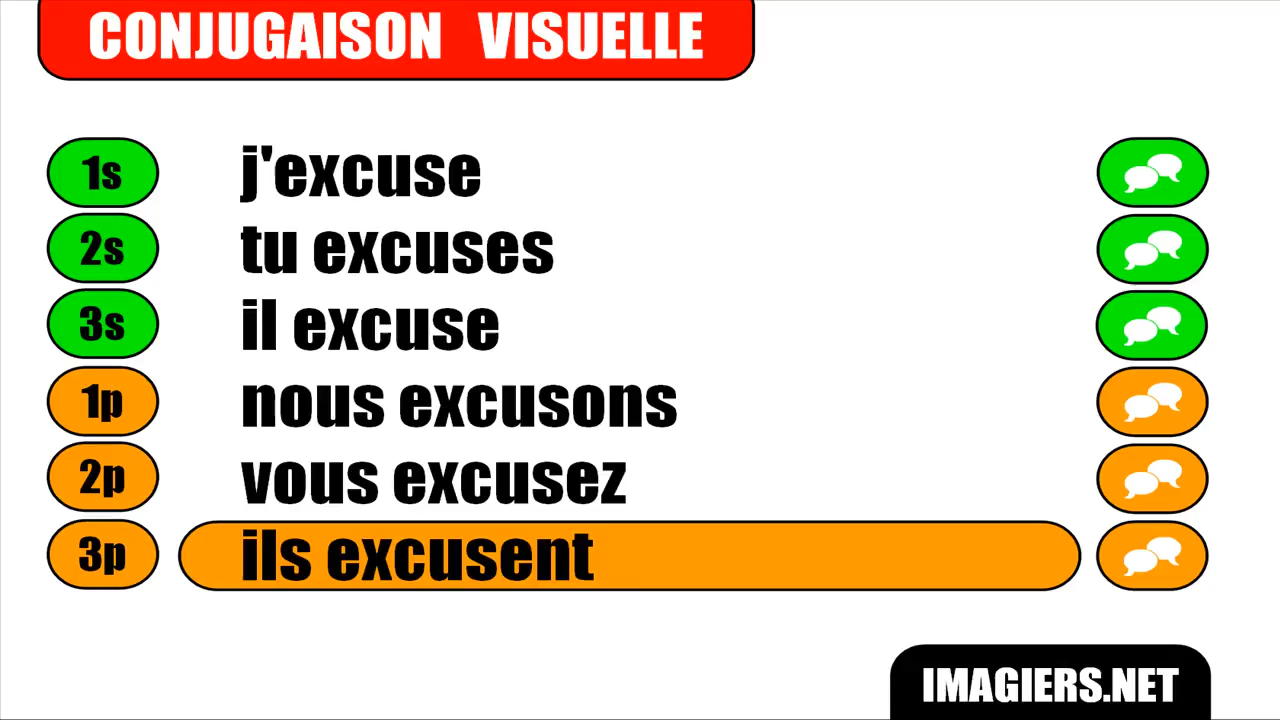 CONJUGAISON VISUELLE
1s j'excuse
2s tu excuses
3s il excuse
1p nous excusons
2p vous excusez
3p ils excusent
IMAGIERS.NET